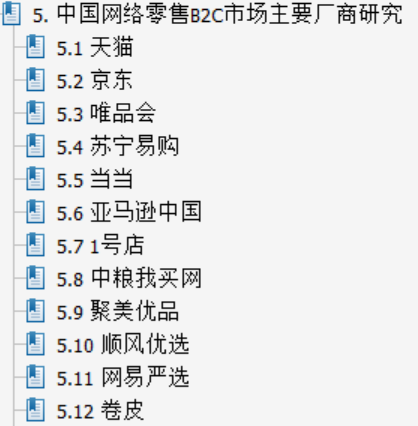 5. 中国网络零售B2C市场主要厂商研究
5.1 天猫
5.2 京东
5.3 唯品会
5.4 苏宁易购
5.5 当当
5.6 亚马逊中国
5.7 1号店
5.8 中粮我买网
5.9 聚美优品
5.10 顺风优选
5.11 网易严选
5.12 卷皮